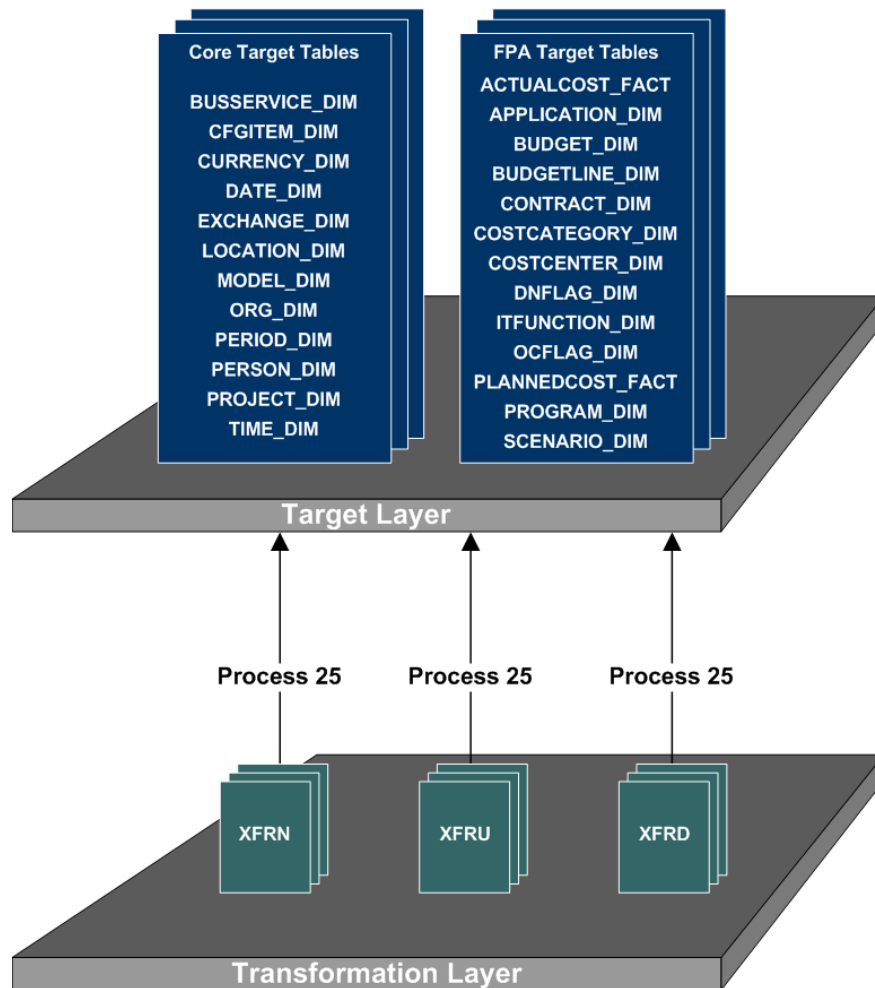 Core Target Tables
BUSSERVICE_DIM
CFGITEM_DIM
CURRENCY_DIM
DATE_DIM
EXCHANGE_DIM
LOCATION_DIM
MODEL_DIM
ORG_DIM
PERIOD_DIM
PERSON_DIM
PROJECT_DIM
TIME_DIM
FPA Target Tables
ACTUALCOST_FACT
APPLICATION_DIM
BUDGET_DIM
BUDGETLINE_DIM
CONTRACT_DIM
COSTCATEGORY_DIM
COSTCENTER_DIM
DNFLAG_DIM
ITFUNCTION_DIM
OCFLAG_DIM
PLANNEDCOST_FACT
PROGRAM_DIM
SCENARIO_DIM
Target Layer
Process 25
Process 25
Process 25
XFRN
XFRU
XFRD
Transformation Layer